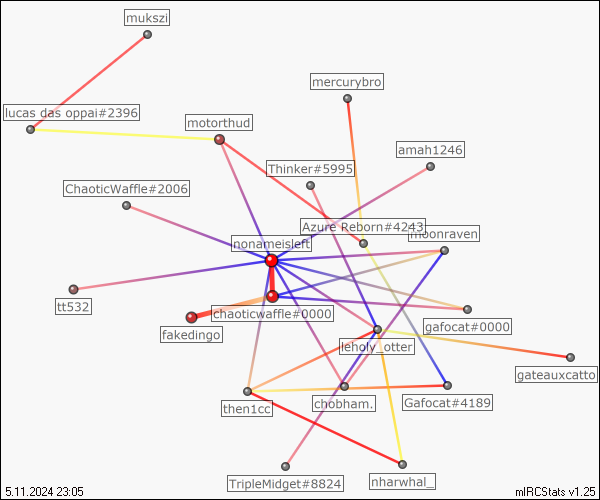 mukszi
mercurybro
lucas das oppai#2396
motorthud
amah1246
Thinker#5995
ChaoticWaffle#2006
Azure Reborn#4243
moonraven
nonameisleft
tt532
chaoticwaffle#0000
gafocat#0000
fakedingo
leholy_otter
gateauxcatto
then1cc
chobham.
Gafocat#4189
TripleMidget#8824
nharwhal_
5.11.2024 23:05
mIRCStats v1.25